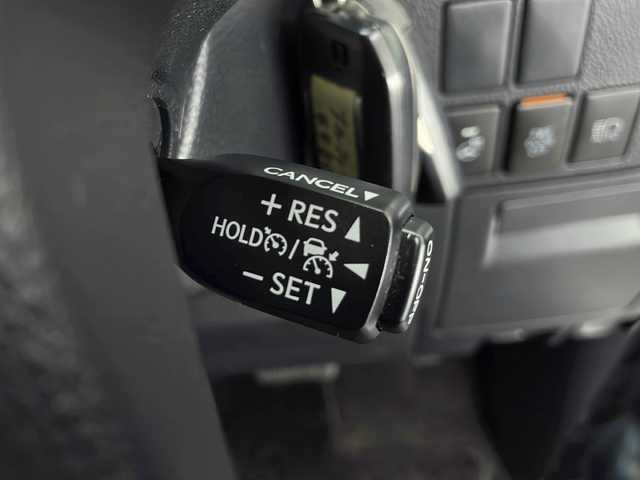 CANCEL▼
+ RES ▲
HOLD / ◀
− SET ▼
ON-OFF